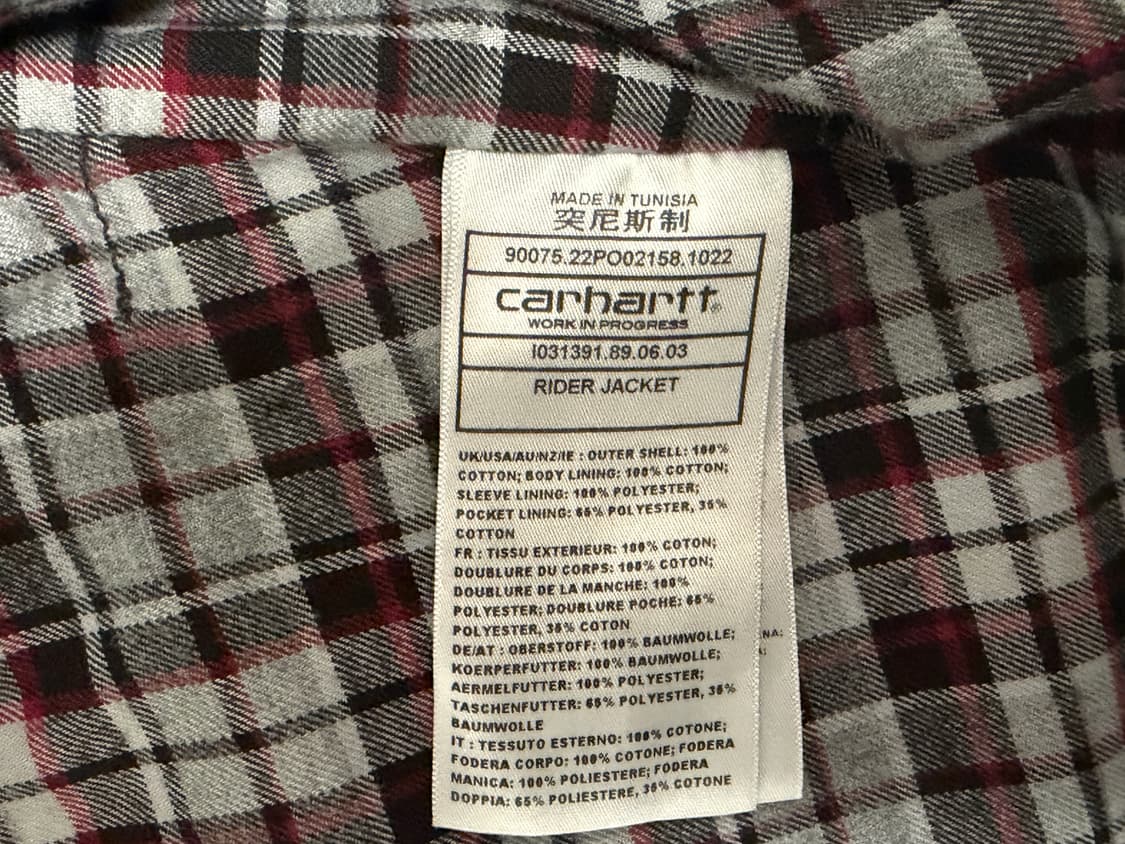 MADE IN TUNISIA
突尼斯制
90075.22PO02158.1022
carhartt®
WORK IN PROGRESS
I031391.89.06.03
RIDER JACKET
UK/USA/AU/NZ/IE : OUTER SHELL: 100%
COTTON; BODY LINING: 100% COTTON;
SLEEVE LINING: 100% POLYESTER;
POCKET LINING: 65% POLYESTER, 35%
COTTON
FR : TISSU EXTERIEUR: 100% COTON;
DOUBLURE DU CORPS: 100% COTON;
DOUBLURE DE LA MANCHE: 100%
POLYESTER; DOUBLURE POCHE: 65%
POLYESTER, 35% COTON
DE/AT : OBERSTOFF: 100% BAUMWOLLE;
KOERPERFUTTER: 100% BAUMWOLLE;
AERMELFUTTER: 100% POLYESTER;
TASCHENFUTTER: 65% POLYESTER, 35%
BAUMWOLLE
IT : TESSUTO ESTERNO: 100% COTONE;
FODERA CORPO: 100% COTONE; FODERA
MANICA: 100% POLIESTERE; FODERA
DOPPIA: 65% POLIESTERE, 35% COTONE